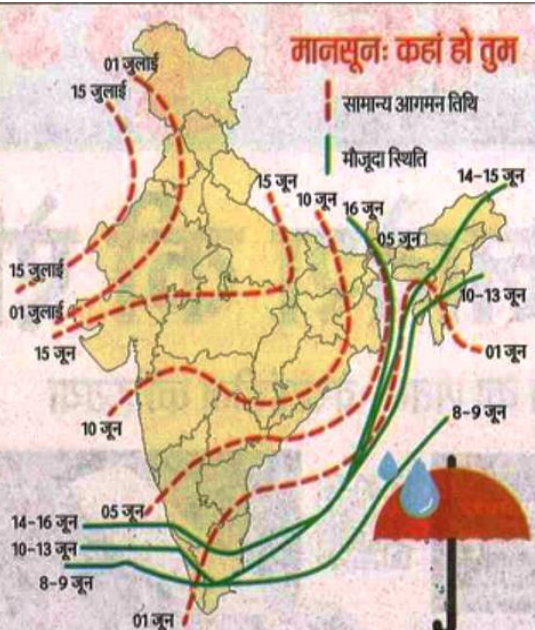 मानसूनः कहां हो तुम
सामान्य आगमन तिथि
मौजूदा स्थिति
01 जुलाई
15 जुलाई
15 जून
10 जून
16 जून
05 जून
14-15 जून
10-13 जून
01 जून
8-9 जून
15 जुलाई
01 जुलाई
15 जून
10 जून
05 जून
14-16 जून
10-13 जून
8-9 जून
01 जून